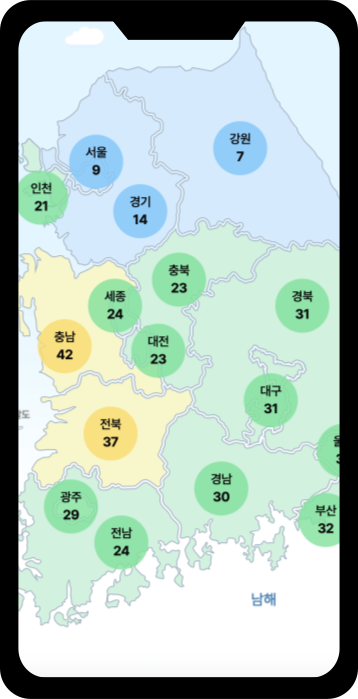 강원
7
서울
9
인천
21
경기
14
충북
23
세종
24
경북
31
충남
42
대전
23
대구
31
전북
37
경남
30
광주
29
부산
32
전남
24
남해